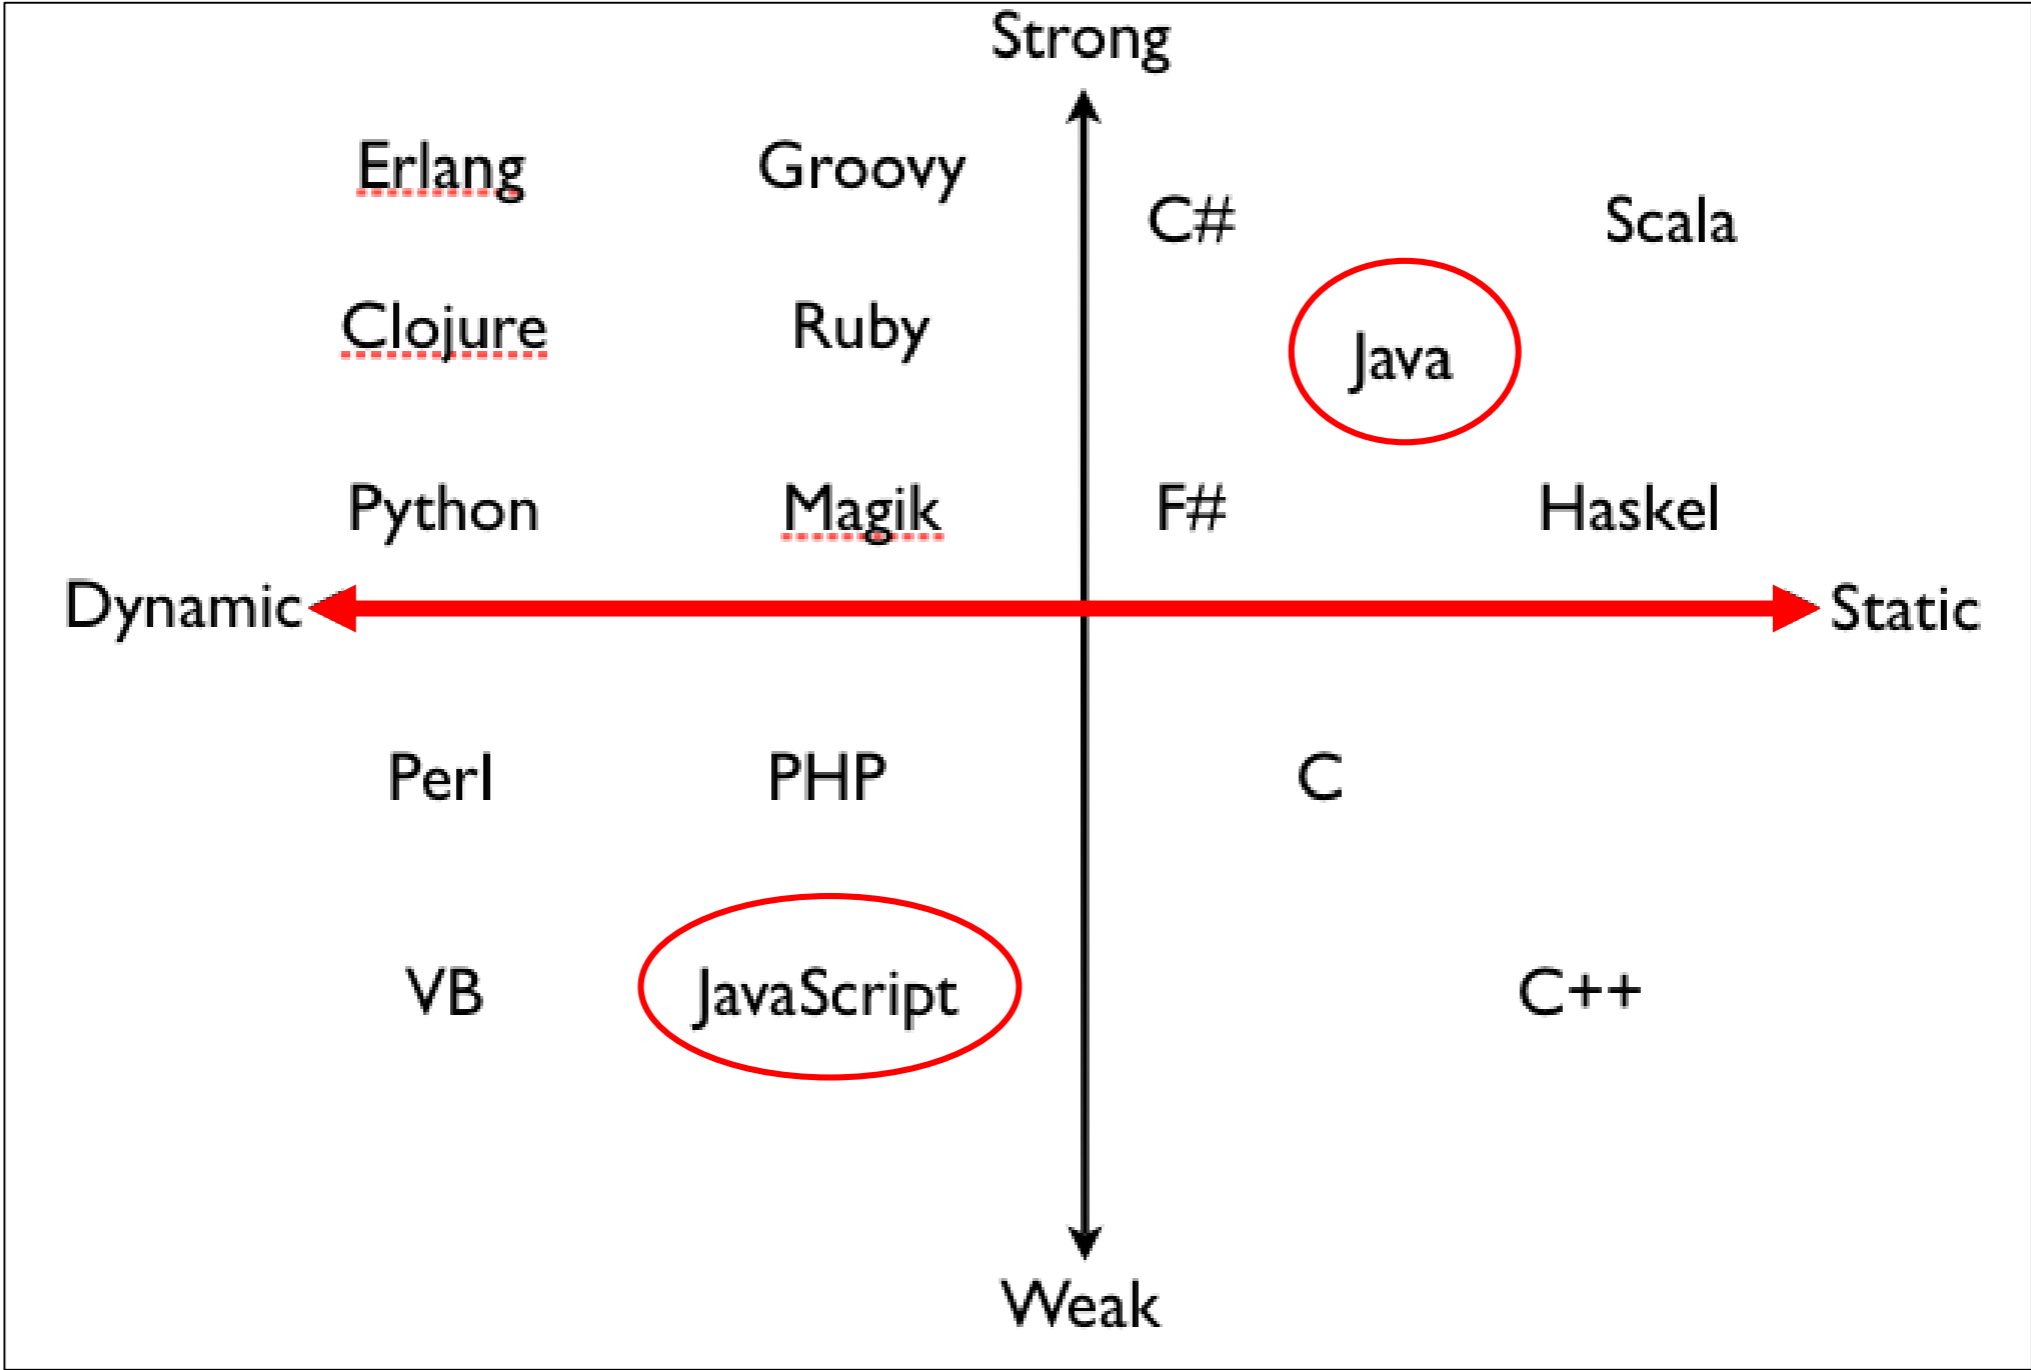 Strong
Erlang Groovy
C# Scala
Clojure Ruby
Java
Python Magik F# Haskel
Dynamic Static
Perl PHP C
VB JavaScript C++
Weak